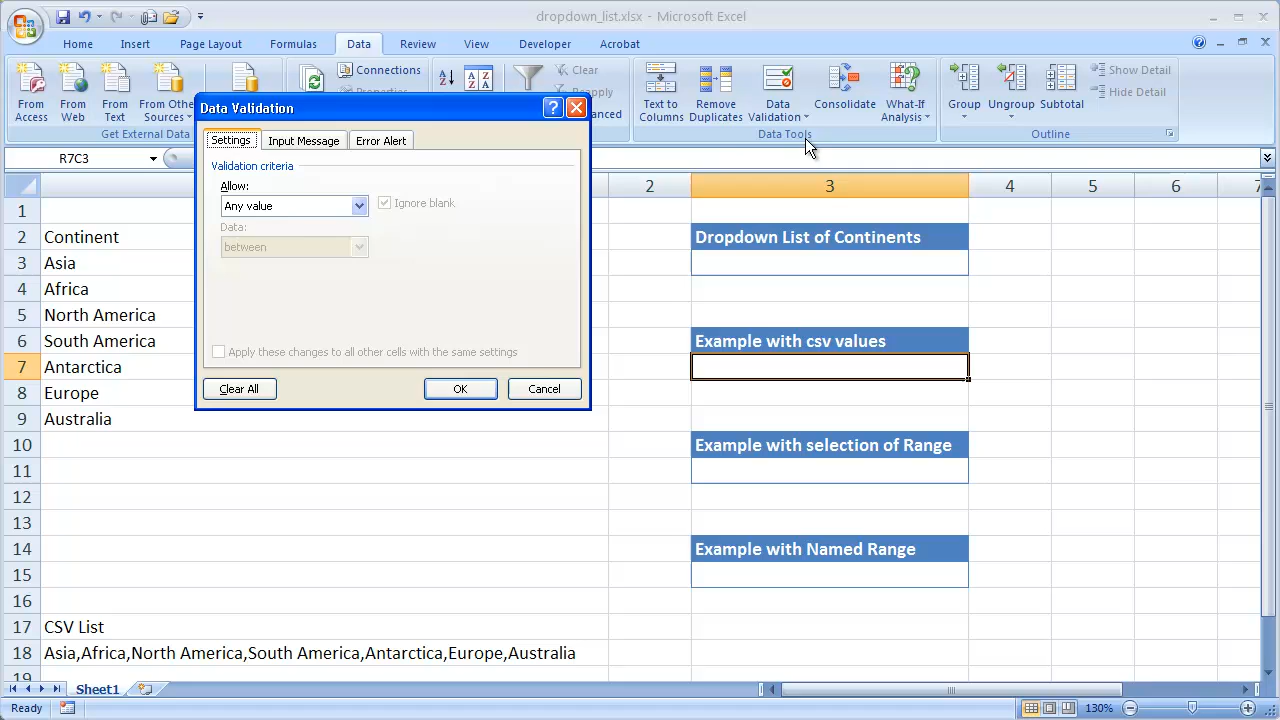 dropdown_list.xlsx - Microsoft Excel
Home Insert Page Layout Formulas Data Review View Developer Acrobat
From Access
From Web
From Text
From Other Sources
Get External Data
Connections
Properties
A Z
Z A
Z A A Z
Clear
Reapply
Advanced
Text to Columns
Remove Duplicates
Data Validation
Consolidate
What-If Analysis
Data Tools
Group
Ungroup
Subtotal
Show Detail
Hide Detail
Outline
R7C3
Data Validation
Settings Input Message Error Alert
Validation criteria
Allow:
Any value
Ignore blank
Data:
between
Apply these changes to all other cells with the same settings
Clear All OK Cancel
2 3 4 5 6 7
1
2 Continent Dropdown List of Continents
3 Asia
4 Africa
5 North America
6 South America Example with csv values
7 Antarctica
8 Europe
9 Australia
10 Example with selection of Range
11
12
13
14 Example with Named Range
15
16
17 CSV List
18 Asia,Africa,North America,South America,Antarctica,Europe,Australia
19
Sheet1
Ready 130%